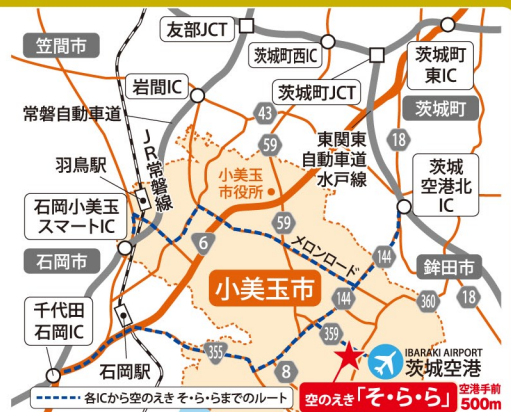 友部JCT
笠間市
茨城町西IC
茨城町
東IC
岩間IC
茨城町JCT
茨城町
常磐自動車道
43
59
18
JR常磐線
東関東
自動車道
水戸線
羽鳥駅
小美玉
市役所
茨城
空港北
IC
石岡小美玉
スマートIC
6
59
メロンロード
144
石岡市
鉾田市
小美玉市
144
360
18
千代田
石岡IC
359
355
石岡駅
8
IBARAKI AIRPORT
茨城空港
各ICから空のえき そ・ら・らまでのルート
空のえき「そ・ら・ら」
空港手前
500m